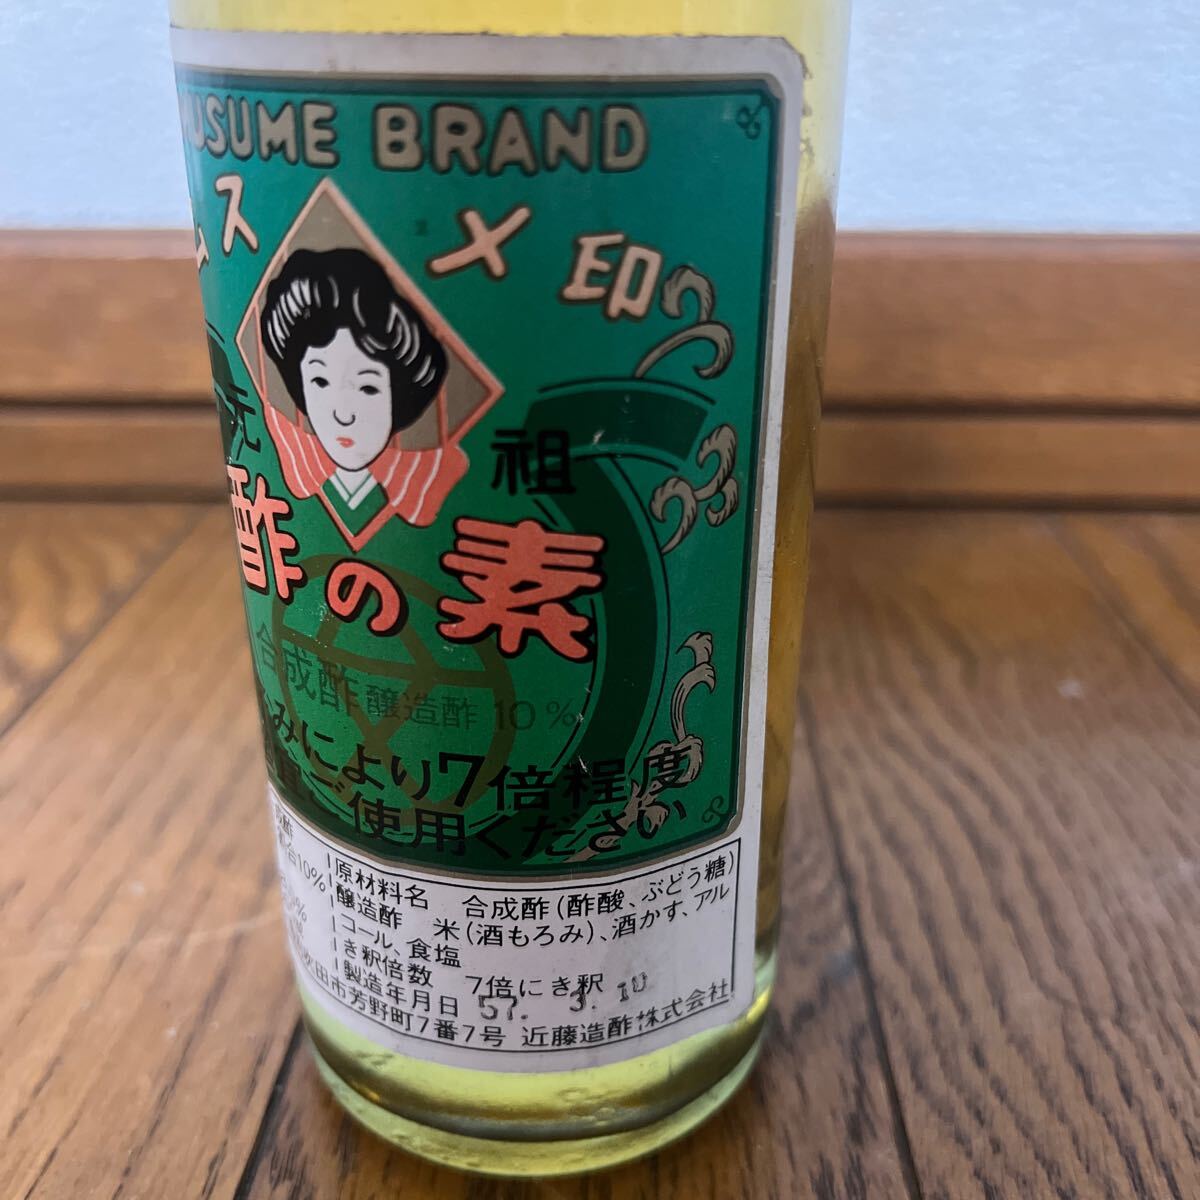 USUME BRAND
ムスメ印
元祖
酢の素
合成酢 醸造酢 10%
みにより7倍程度
ご使用ください
酢
10%
原材料名 合成酢(酢酸、ぶどう糖)
醸造酢 米(酒もろみ)、酒かす、アル
コール、食塩
き釈倍数 7倍にき釈
製造年月日 57. 3. 10
吹田市芳野町7番7号 近藤造酢株式会社